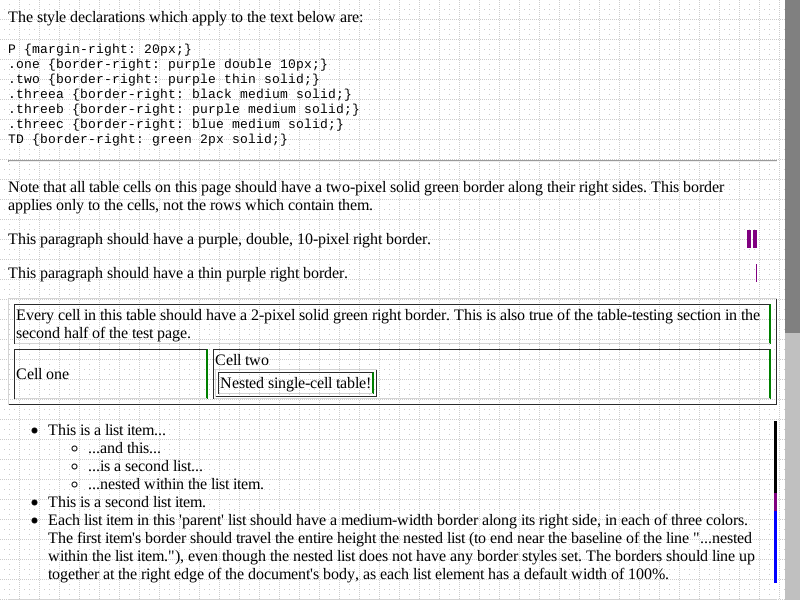 The style declarations which apply to the text below are:
P {margin-right: 20px;}
.one {border-right: purple double 10px;}
.two {border-right: purple thin solid;}
.threea {border-right: black medium solid;}
.threeb {border-right: purple medium solid;}
.threec {border-right: blue medium solid;}
TD {border-right: green 2px solid;}
Note that all table cells on this page should have a two-pixel solid green border along their right sides. This border
applies only to the cells, not the rows which contain them.
This paragraph should have a purple, double, 10-pixel right border.
This paragraph should have a thin purple right border.
Every cell in this table should have a 2-pixel solid green right border. This is also true of the table-testing section in the
second half of the test page.
Cell one
Cell two
Nested single-cell table!
This is a list item...
...and this...
...is a second list...
...nested within the list item.
This is a second list item.
Each list item in this 'parent' list should have a medium-width border along its right side, in each of three colors.
The first item's border should travel the entire height the nested list (to end near the baseline of the line "...nested
within the list item."), even though the nested list does not have any border styles set. The borders should line up
together at the right edge of the document's body, as each list element has a default width of 100%.